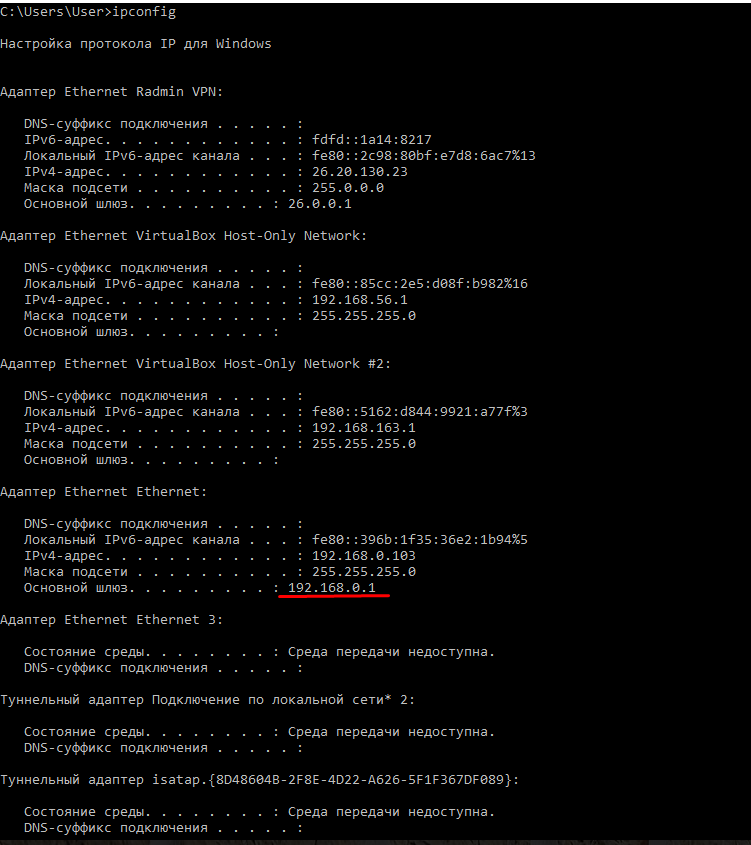 C:\Users\User>ipconfig
Настройка протокола IP для Windows
Адаптер Ethernet Radmin VPN:
DNS-суффикс подключения . . . . . :
IPv6-адрес. . . . . . . . . . . . : fdfd::1a14:8217
Локальный IPv6-адрес канала . . . : fe80::2c98:80bf:e7d8:6ac7%13
IPv4-адрес. . . . . . . . . . . . : 26.20.130.23
Маска подсети . . . . . . . . . . : 255.0.0.0
Основной шлюз. . . . . . . . . : 26.0.0.1
Адаптер Ethernet VirtualBox Host-Only Network:
DNS-суффикс подключения . . . . . :
Локальный IPv6-адрес канала . . . : fe80::85cc:2e5:d08f:b982%16
IPv4-адрес. . . . . . . . . . . . : 192.168.56.1
Маска подсети . . . . . . . . . . : 255.255.255.0
Основной шлюз. . . . . . . . . :
Адаптер Ethernet VirtualBox Host-Only Network #2:
DNS-суффикс подключения . . . . . :
Локальный IPv6-адрес канала . . . : fe80::5162:d844:9921:a77f%3
IPv4-адрес. . . . . . . . . . . . : 192.168.163.1
Маска подсети . . . . . . . . . . : 255.255.255.0
Основной шлюз. . . . . . . . . :
Адаптер Ethernet Ethernet:
DNS-суффикс подключения . . . . . :
Локальный IPv6-адрес канала . . . : fe80::396b:1f35:36e2:1b94%5
IPv4-адрес. . . . . . . . . . . . : 192.168.0.103
Маска подсети . . . . . . . . . . : 255.255.255.0
Основной шлюз. . . . . . . . . : 192.168.0.1
Адаптер Ethernet Ethernet 3:
Состояние среды. . . . . . . . : Среда передачи недоступна.
DNS-суффикс подключения . . . . . :
Туннельный адаптер Подключение по локальной сети* 2:
Состояние среды. . . . . . . . : Среда передачи недоступна.
DNS-суффикс подключения . . . . . :
Туннельный адаптер isatap.{8D48604B-2F8E-4D22-A626-5F1F367DF089}:
Состояние среды. . . . . . . . : Среда передачи недоступна.
DNS-суффикс подключения . . . . . :